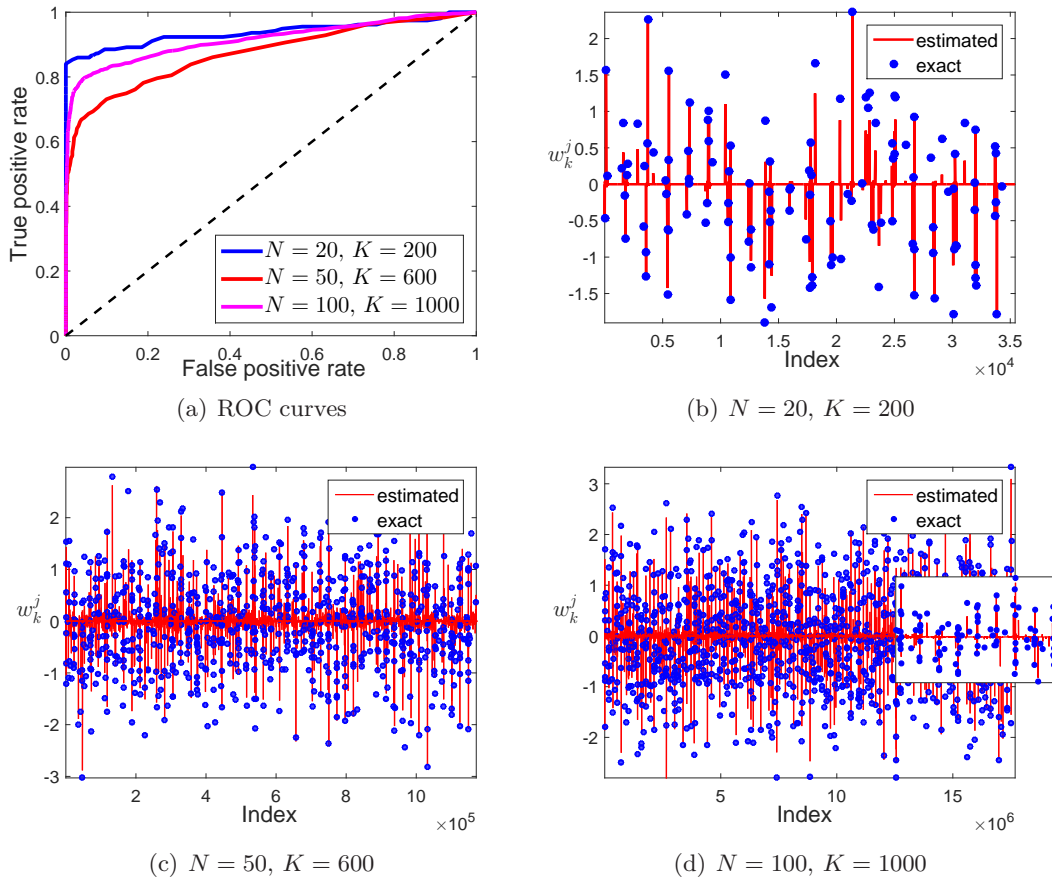 1
0.8
0.6
0.4
0.2
0
0 0.2 0.4 0.6 0.8 1
True positive rate
False positive rate
N = 20, K = 200
N = 50, K = 600
N = 100, K = 1000
(a) ROC curves
2
1.5
1
0.5
0
-0.5
-1
-1.5
w_k^j
estimated
exact
0 0.5 1 1.5 2 2.5 3 3.5
Index
×10^4
(b) N = 20, K = 200
2
1
0
-1
-2
-3
w_k^j
estimated
exact
2 4 6 8 10
Index
×10^5
(c) N = 50, K = 600
3
2
1
0
-1
-2
w_k^j
estimated
exact
5 10 15
Index
×10^6
(d) N = 100, K = 1000